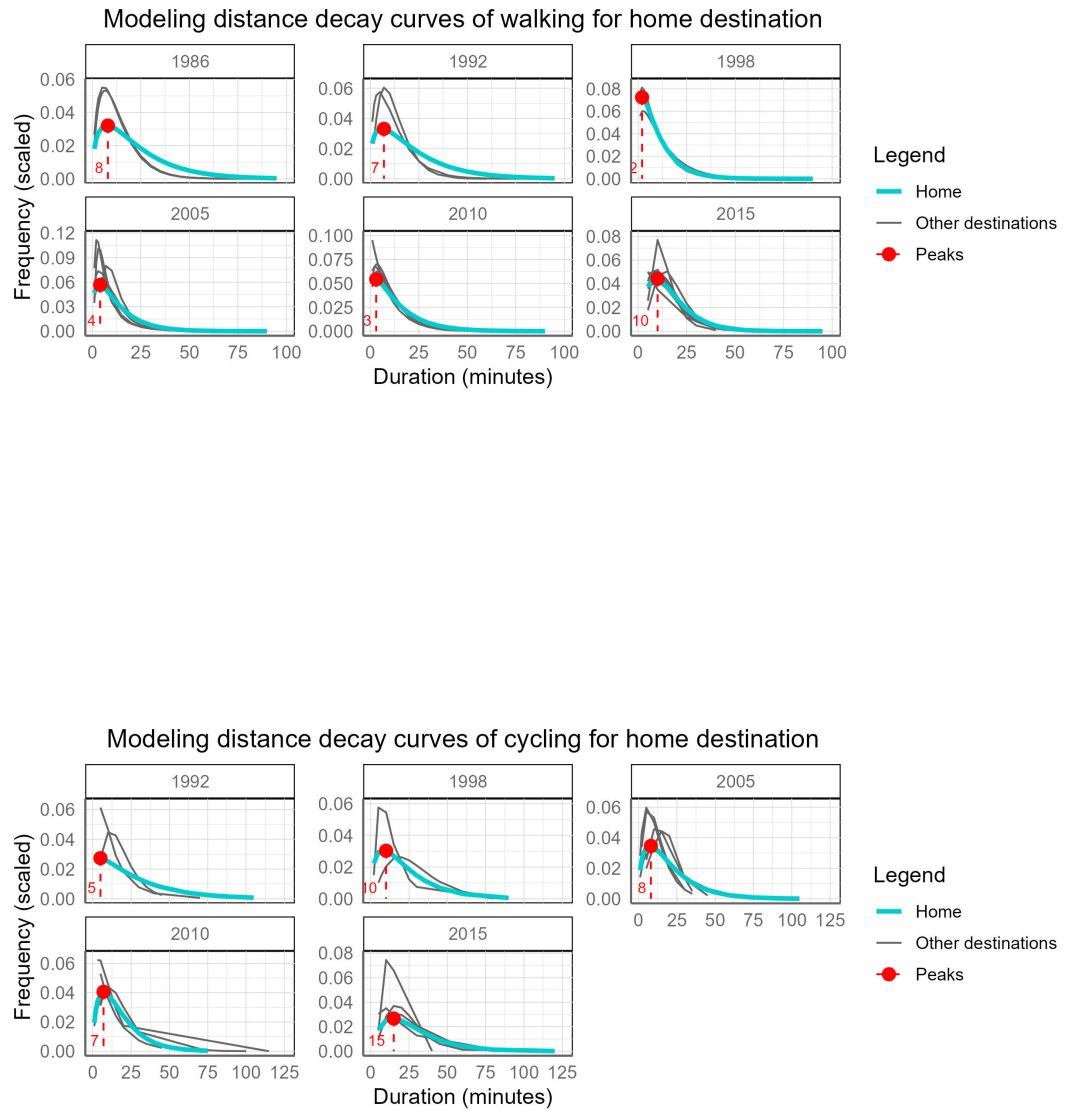 Modeling distance decay curves of walking for home destination
1986 1992 1998
0.06 0.04 0.02 0.00
0.06 0.04 0.02 0.00
0.08 0.06 0.04 0.02 0.00
8 7 2
2005 2010 2015
0.12 0.09 0.06 0.03 0.00
0.100 0.075 0.050 0.025 0.000
0.08 0.06 0.04 0.02 0.00
4 3 10
0 25 50 75 100 0 25 50 75 100 0 25 50 75 100
Duration (minutes)
Frequency (scaled)
Legend
Home
Other destinations
Peaks
Modeling distance decay curves of cycling for home destination
1992 1998 2005
0.06 0.04 0.02 0.00
0.06 0.04 0.02 0.00
0.06 0.04 0.02 0.00
5 10 8
0 25 50 75 100 125
2010 2015
0.06 0.04 0.02 0.00
0.08 0.06 0.04 0.02 0.00
7 15
0 25 50 75 100 125 0 25 50 75 100 125
Duration (minutes)
Frequency (scaled)
Legend
Home
Other destinations
Peaks